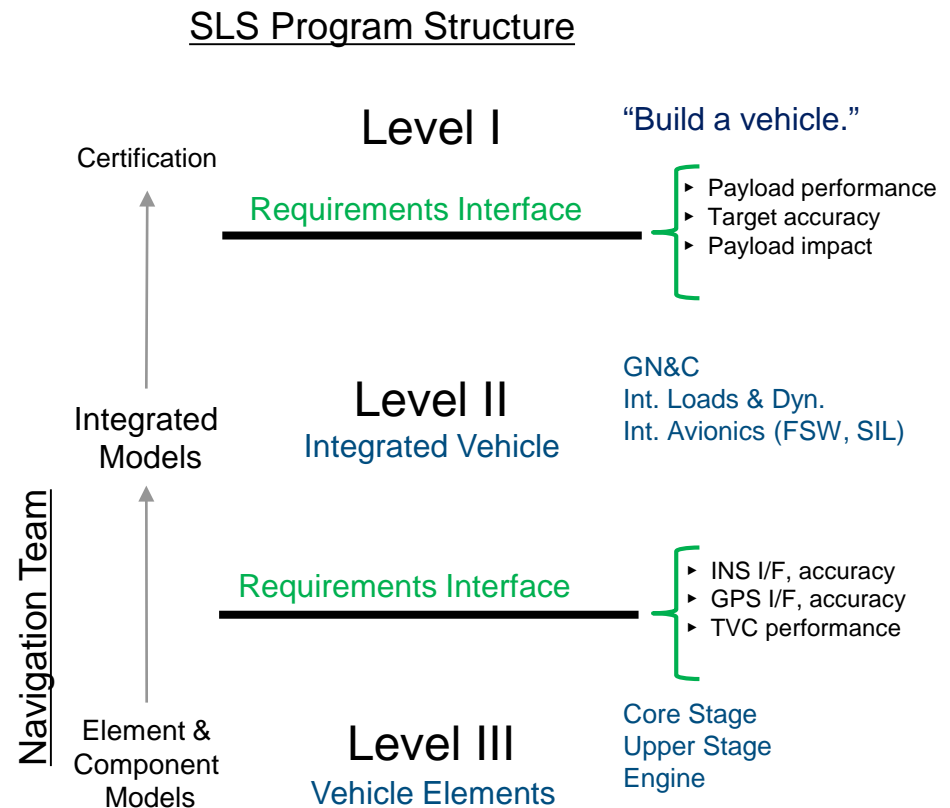 SLS Program Structure
Level I
“Build a vehicle.”
Certification
Requirements Interface
‣ Payload performance
‣ Target accuracy
‣ Payload impact
Level II
Integrated Vehicle
GN&C
Int. Loads & Dyn.
Int. Avionics (FSW, SIL)
Integrated
Models
Navigation Team
Requirements Interface
‣ INS I/F, accuracy
‣ GPS I/F, accuracy
‣ TVC performance
Element &
Component
Models
Level III
Vehicle Elements
Core Stage
Upper Stage
Engine